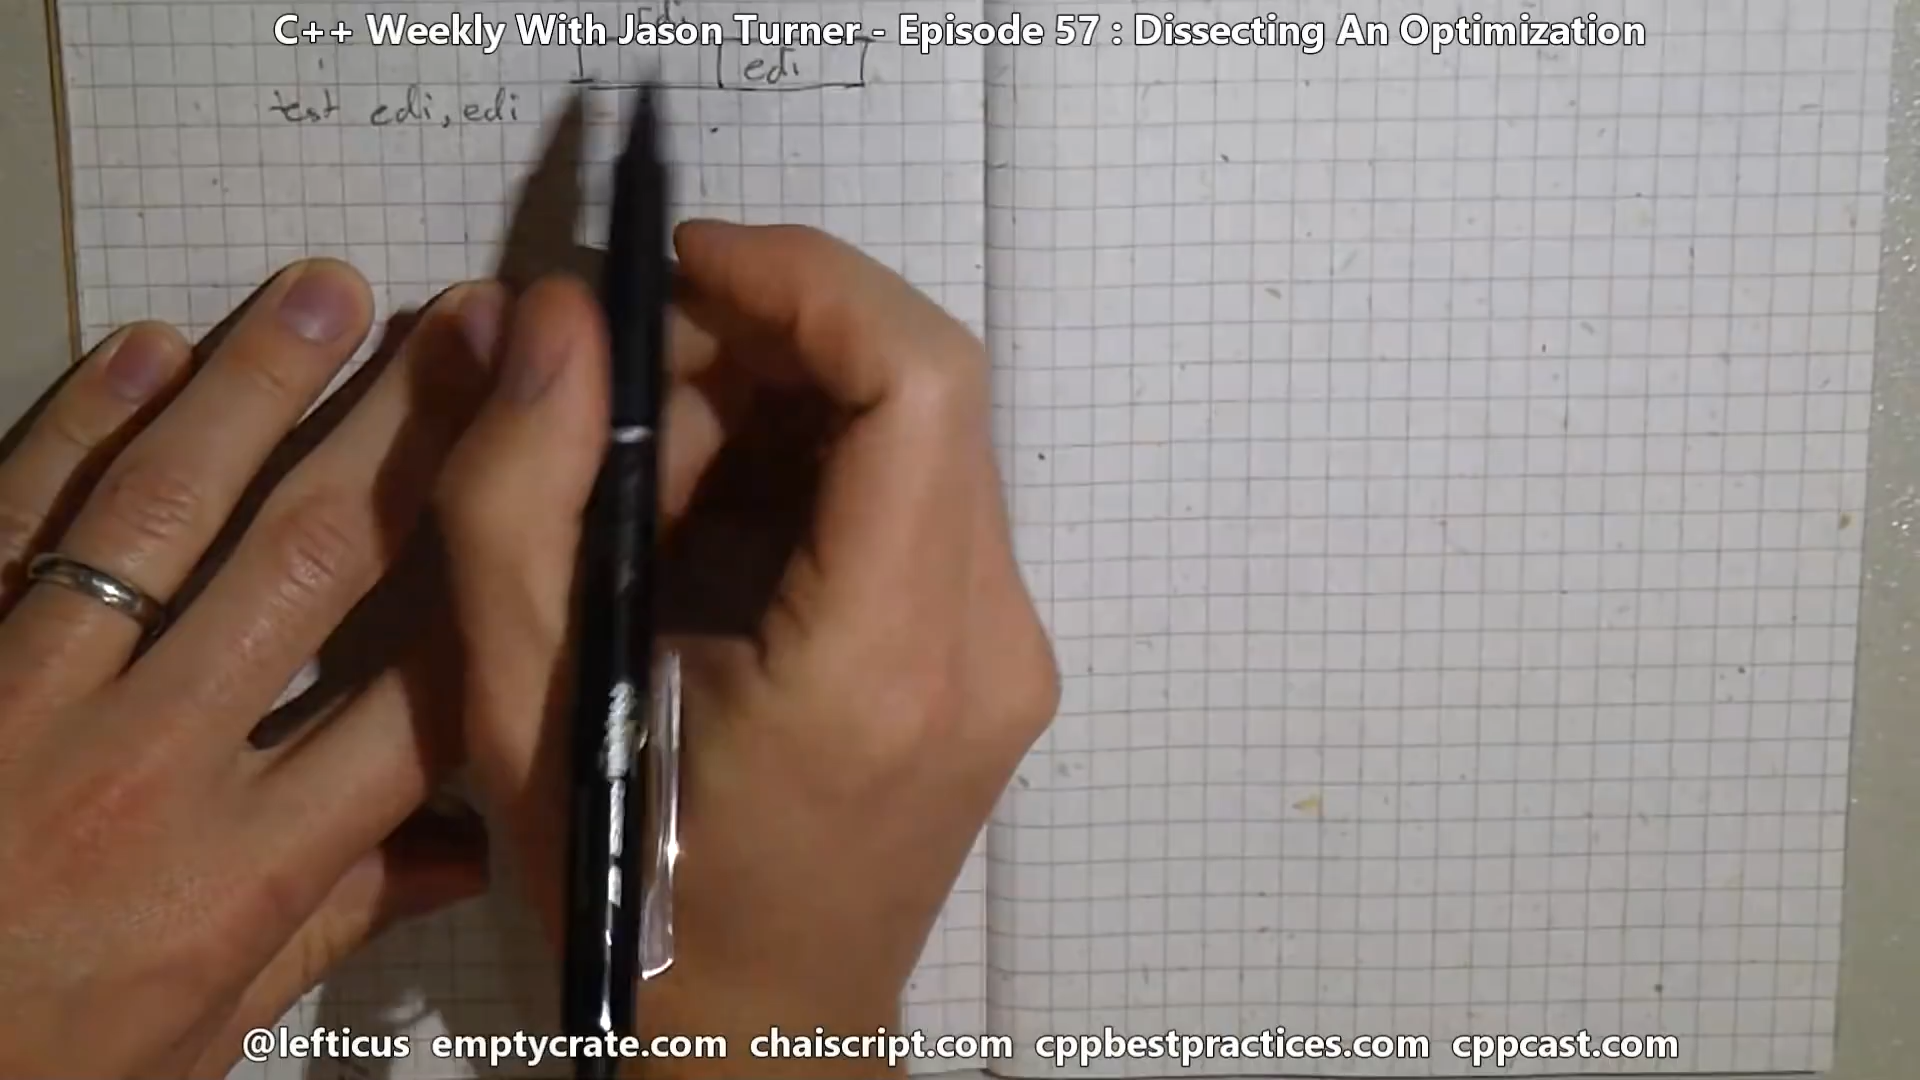 C++ Weekly With Jason Turner - Episode 57 : Dissecting An Optimization
edi
test edi, edi
@lefticus emptycrate.com chaiscript.com cppbestpractices.com cppcast.com